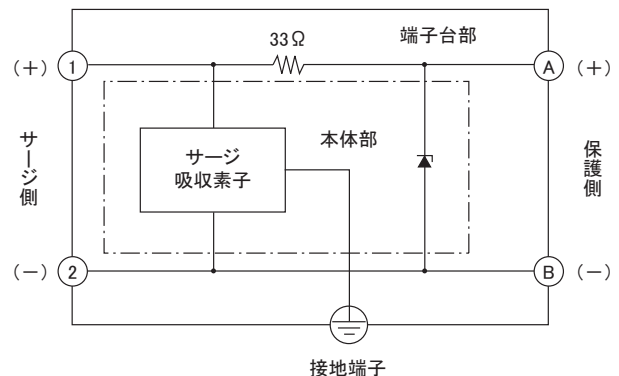 33Ω
端子台部
(+)
1
A
(+)
本体部
サージ
吸収素子
サージ側
保護側
(−)
2
B
(−)
接地端子